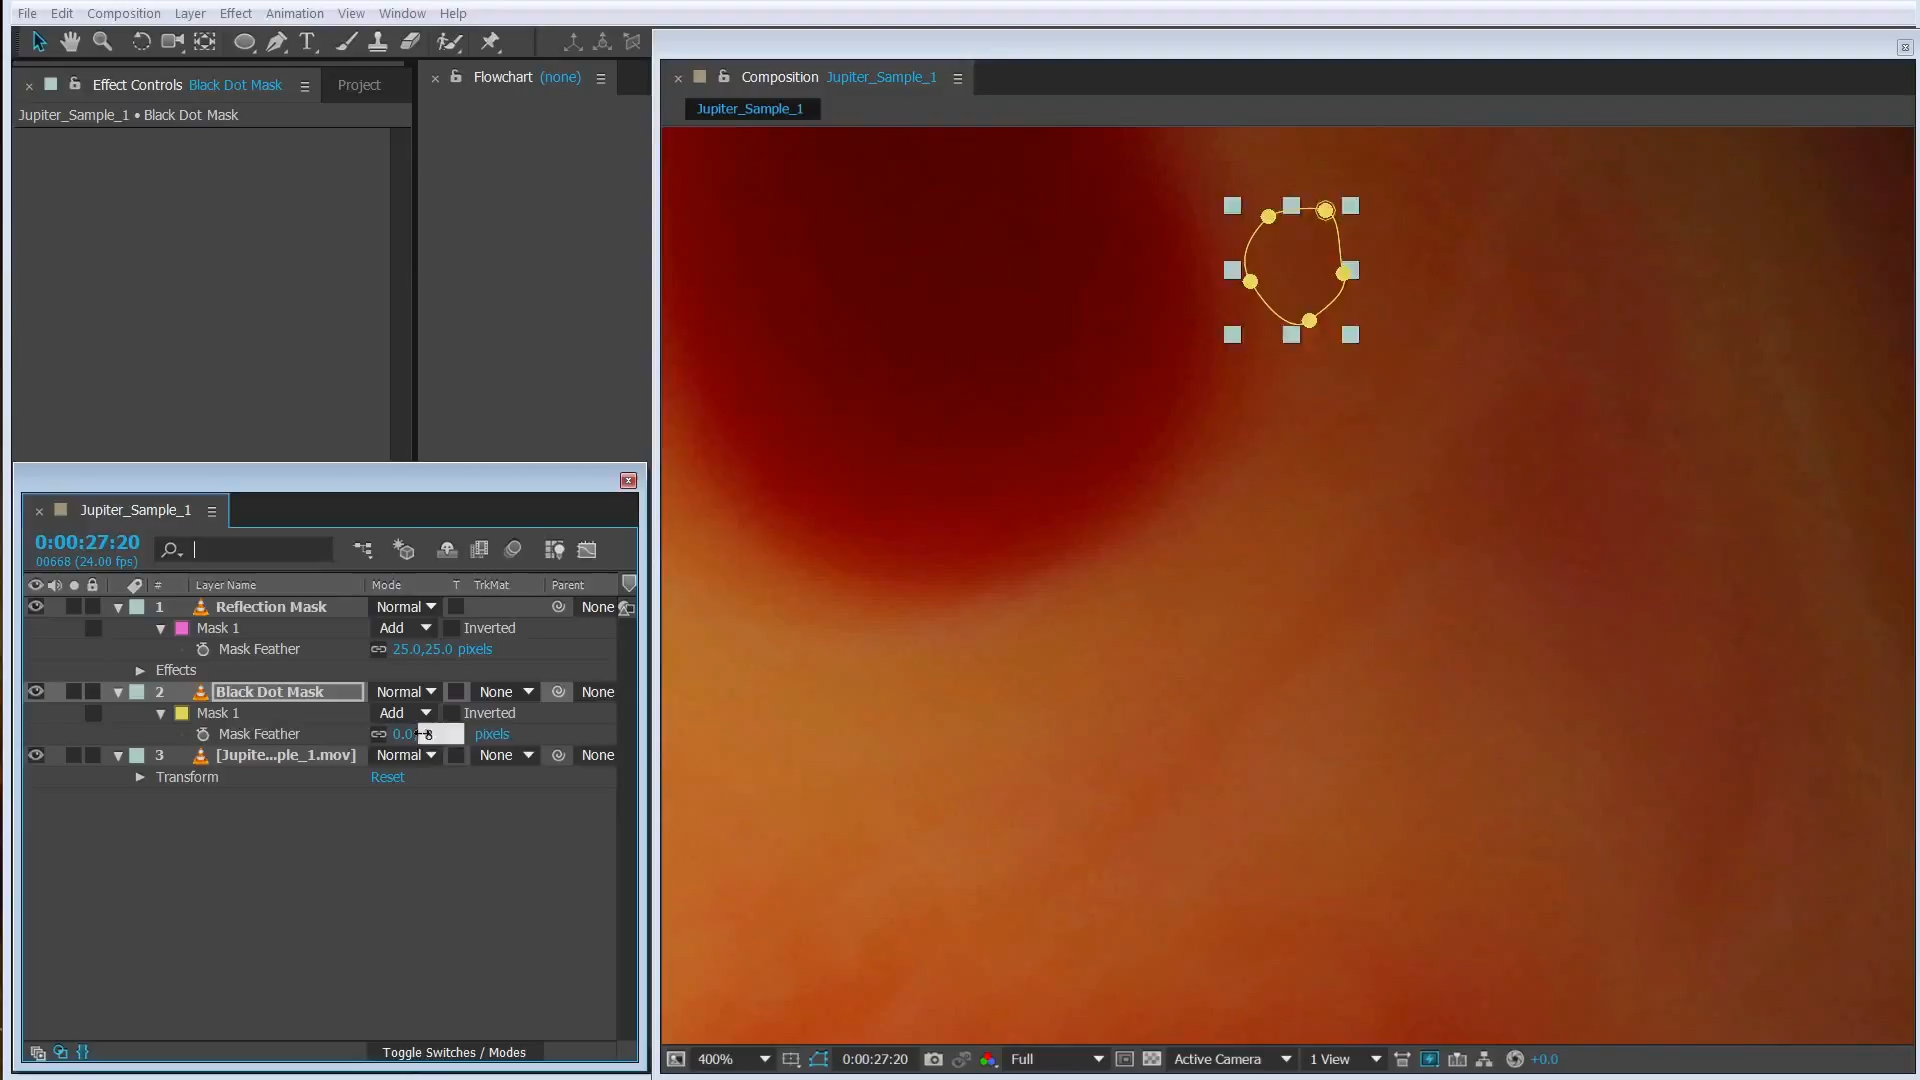 File Edit Composition Layer Effect Animation View Window Help
Effect Controls Black Dot Mask
Project
Jupiter_Sample_1 • Black Dot Mask
Flowchart (none)
Composition Jupiter_Sample_1
Jupiter_Sample_1
Jupiter_Sample_1
0:00:27:20
00668 (24.00 fps)
# Layer Name Mode T TrkMat Parent
1 Reflection Mask Normal None
Mask 1 Add Inverted
Mask Feather 25.0,25.0 pixels
Effects
2 Black Dot Mask Normal None None
Mask 1 Add Inverted
Mask Feather 0.0, pixels
3 [Jupite...ple_1.mov] Normal None None
Transform Reset
Toggle Switches / Modes
400% 0:00:27:20 Full Active Camera 1 View +0.0